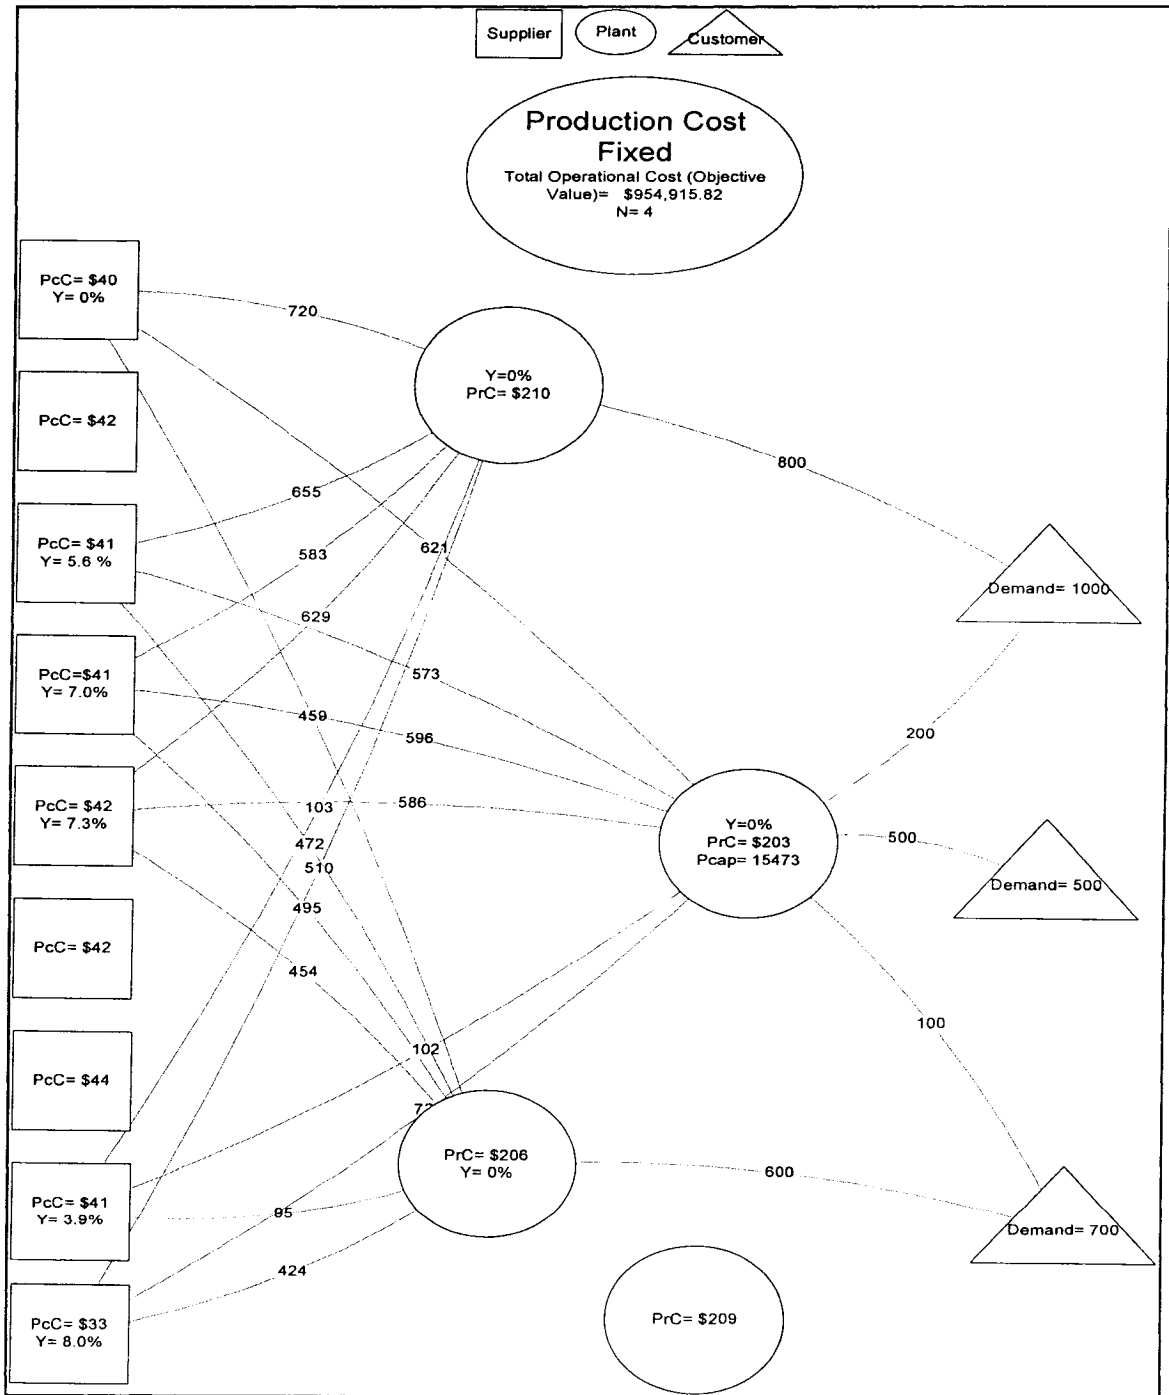 Supplier
Plant
Customer
Production Cost
Fixed
Total Operational Cost (Objective
Value)= $954,915.82
N= 4
PcC= $40
Y= 0%
720
Y=0%
PrC= $210
PcC= $42
800
655
PcC= $41
Y= 5.6 %
583
621
Demand= 1000
629
PcC=$41
Y= 7.0%
573
459
596
200
PcC= $42
Y= 7.3%
103
586
472
510
Y=0%
PrC= $203
Pcap= 15473
500
Demand= 500
495
PcC= $42
454
100
102
PcC= $44
PrC= $206
Y= 0%
600
PcC= $41
Y= 3.9%
95
Demand= 700
424
PcC= $33
Y= 8.0%
PrC= $209